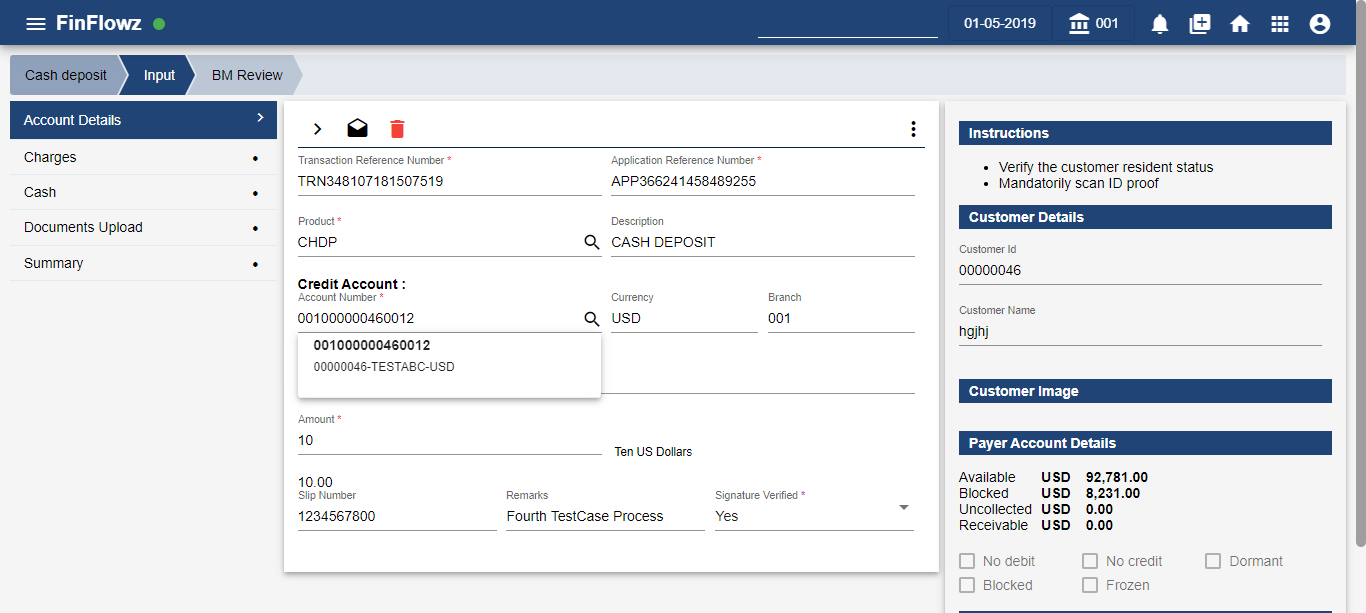 FinFlowz
01-05-2019
001
Cash deposit
Input
BM Review
Account Details
Charges
Cash
Documents Upload
Summary
Transaction Reference Number *
Application Reference Number *
TRN348107181507519
APP366241458489255
Product *
Description
CHDP
CASH DEPOSIT
Credit Account :
Account Number *
Currency
Branch
001000000460012
USD
001
001000000460012
00000046-TESTABC-USD
Amount *
10
Ten US Dollars
10.00
Slip Number
Remarks
Signature Verified *
1234567800
Fourth TestCase Process
Yes
Instructions
Verify the customer resident status
Mandatorily scan ID proof
Customer Details
Customer Id
00000046
Customer Name
hgjhj
Customer Image
Payer Account Details
Available USD 92,781.00
Blocked USD 8,231.00
Uncollected USD 0.00
Receivable USD 0.00
No debit
No credit
Dormant
Blocked
Frozen